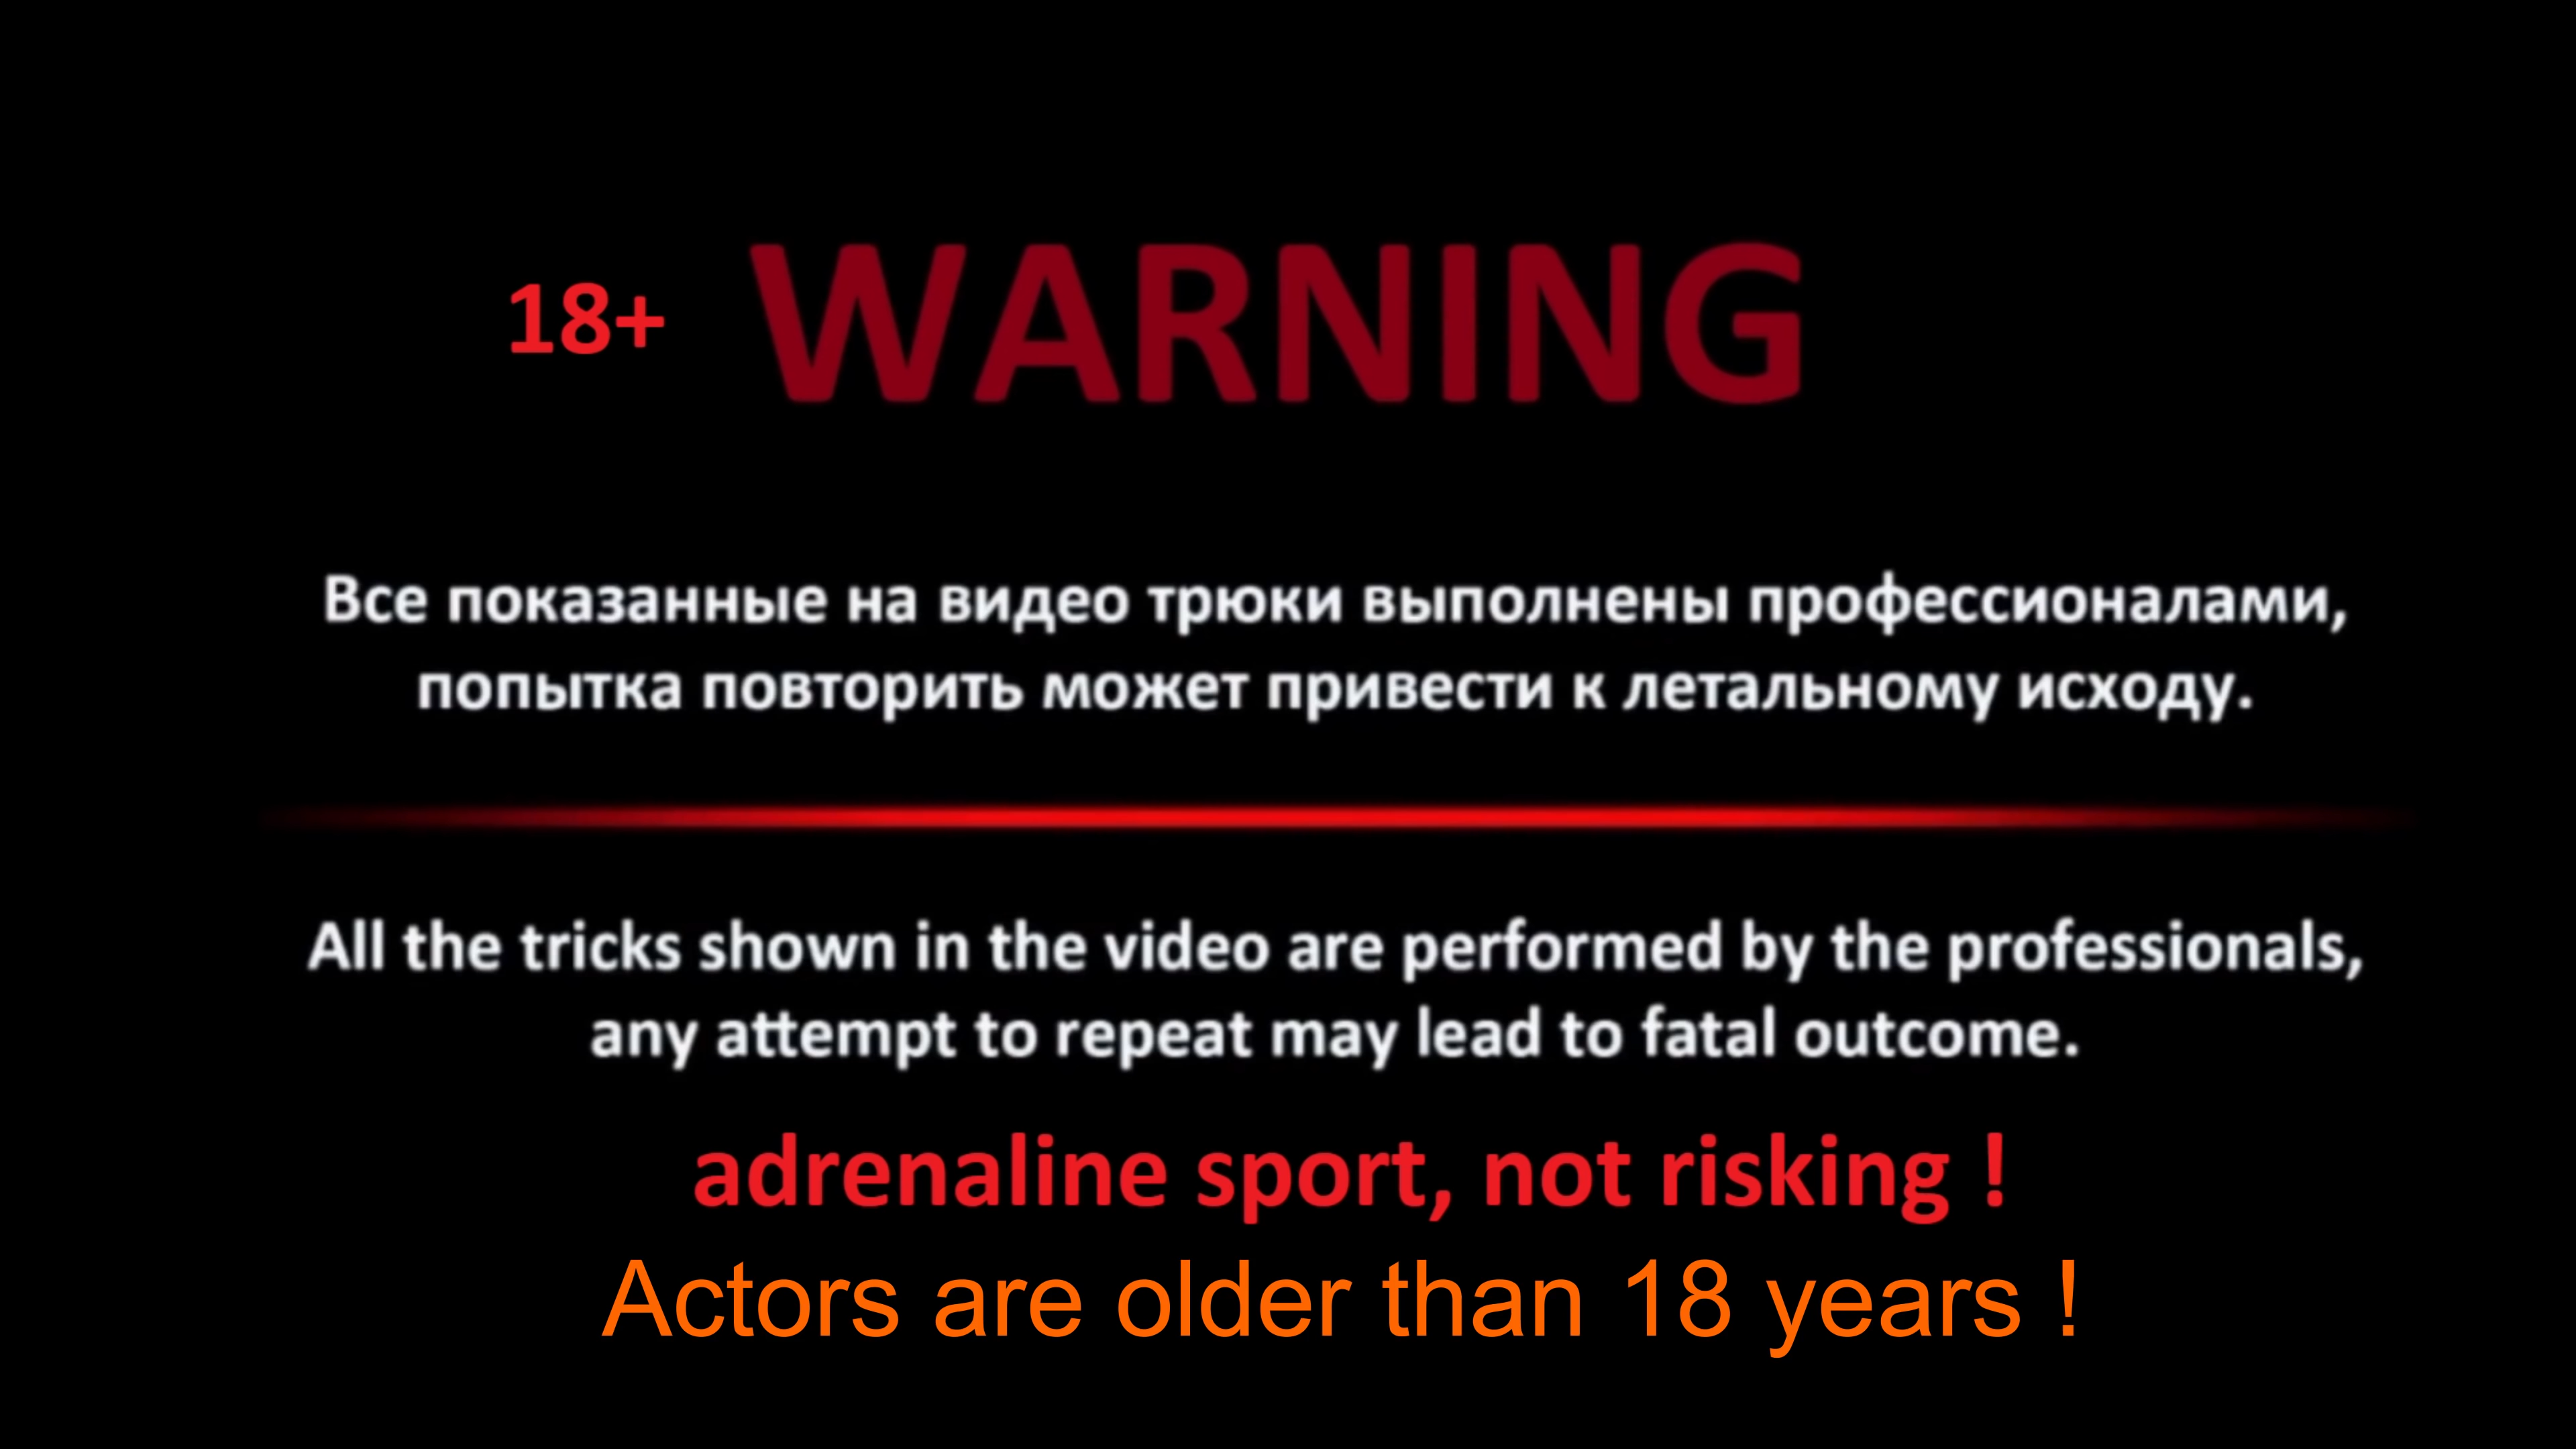 18+ WARNING
Все показанные на видео трюки выполнены профессионалами,
попытка повторить может привести к летальному исходу.
All the tricks shown in the video are performed by the professionals,
any attempt to repeat may lead to fatal outcome.
adrenaline sport, not risking !
Actors are older than 18 years !